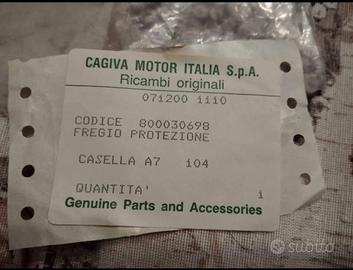 CAGIVA MOTOR ITALIA S.p.A.
Ricambi originali
071200 1110
CODICE 800030698
FREGIO PROTEZIONE
CASELLA A7 104
QUANTITA' 1
Genuine Parts and Accessories
subito